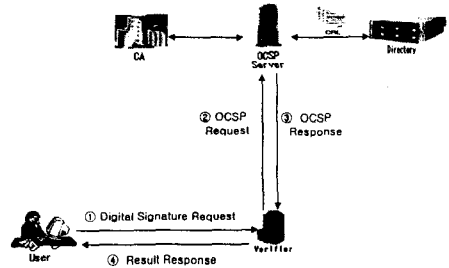 CRL
CA
OCSP
Server
Directory
② OCSP
Request
③ OCSP
Response
① Digital Signature Request
User
Verifier
④ Result Response